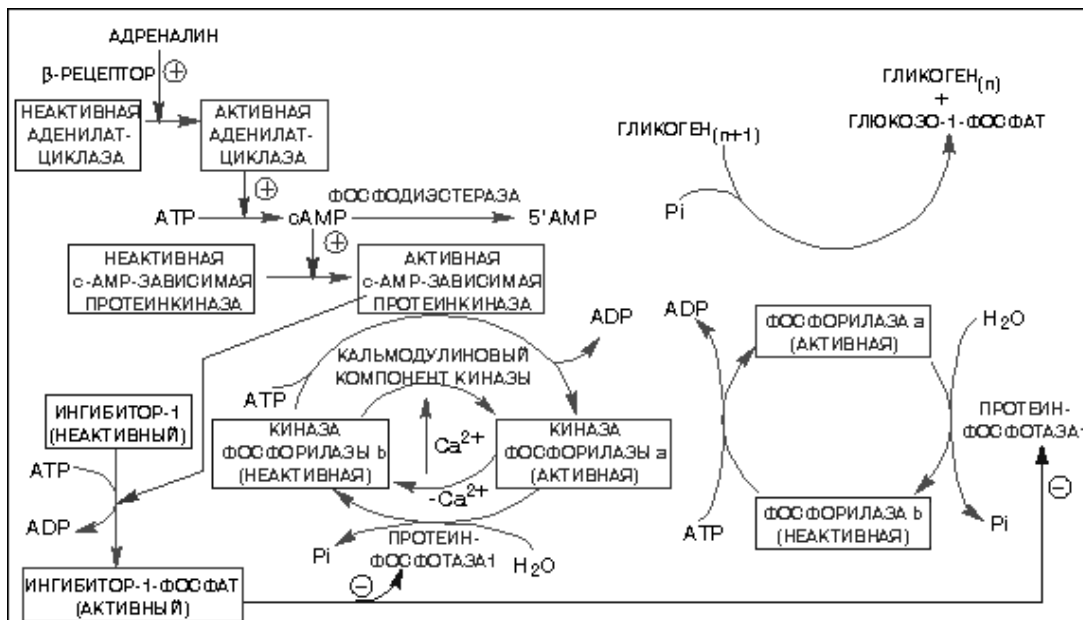 АДРЕНАЛИН
β-РЕЦЕПТОР
+
НЕАКТИВНАЯ
АДЕНИЛАТ-
ЦИКЛАЗА
АКТИВНАЯ
АДЕНИЛАТ-
ЦИКЛАЗА
+
ATP
cAMP
ФОСФОДИЭСТЕРАЗА
5'AMP
+
НЕАКТИВНАЯ
c-AMP-ЗАВИСИМАЯ
ПРОТЕИНКИНАЗА
АКТИВНАЯ
c-AMP-ЗАВИСИМАЯ
ПРОТЕИНКИНАЗА
ГЛИКОГЕН(n+1)
Pi
ГЛИКОГЕН(n)
+
ГЛЮКОЗО-1-ФОСФАТ
ADP
КАЛЬМОДУЛИНОВЫЙ
КОМПОНЕНТ КИНАЗЫ
ATP
КИНАЗА
ФОСФОРИЛАЗЫ b
(НЕАКТИВНАЯ)
Ca2+
-Ca2+
КИНАЗА
ФОСФОРИЛАЗЫ a
(АКТИВНАЯ)
Pi
ПРОТЕИН-
ФОСФОТАЗА1
H2O
−
ИНГИБИТОР-1
(НЕАКТИВНЫЙ)
ATP
ADP
ИНГИБИТОР-1-ФОСФАТ
(АКТИВНЫЙ)
ADP
ФОСФОРИЛАЗА a
(АКТИВНАЯ)
H2O
ПРОТЕИН-
ФОСФОТАЗА1
−
ATP
ФОСФОРИЛАЗА b
(НЕАКТИВНАЯ)
Pi